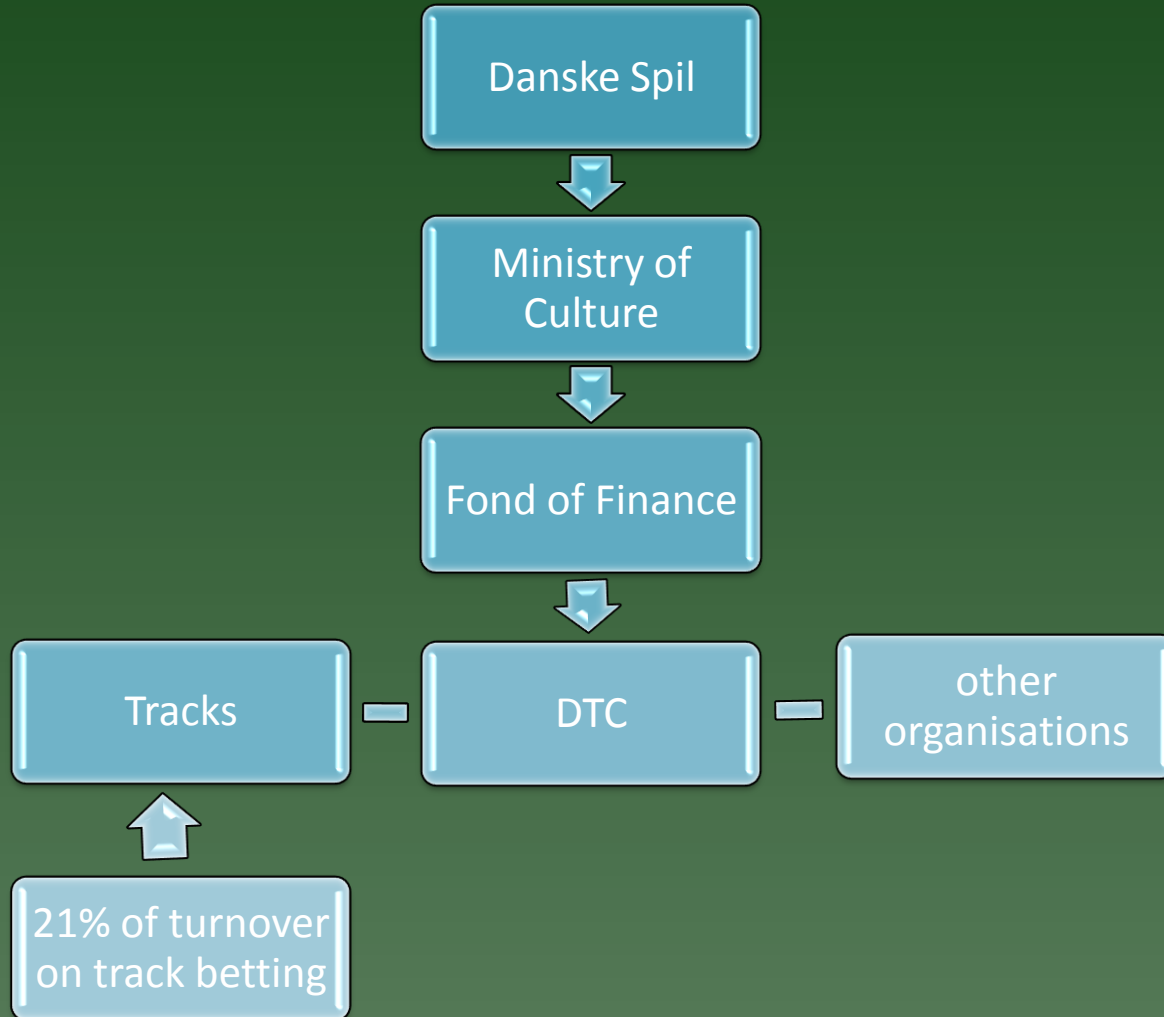 Danske Spil
Ministry of
Culture
Fond of Finance
Tracks
DTC
other
organisations
21% of turnover
on track betting